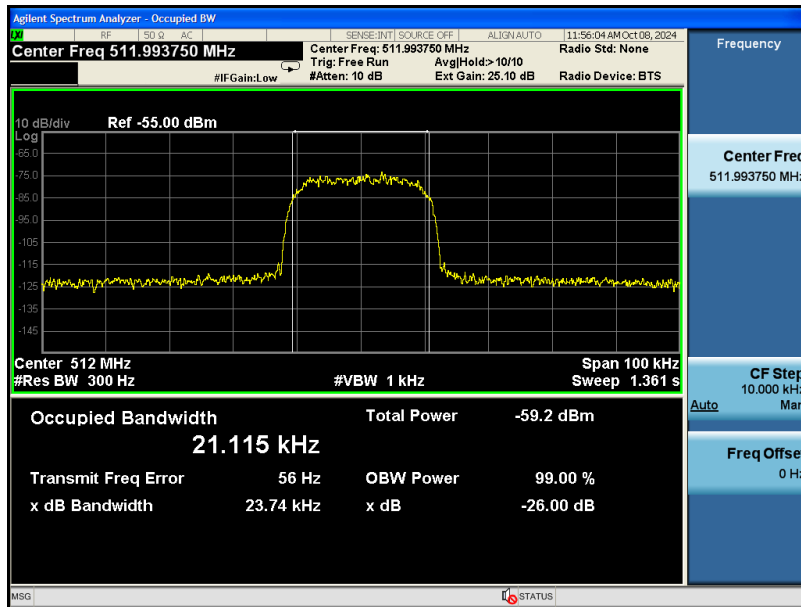 Agilent Spectrum Analyzer - Occupied BW
LXI RF 50 Ω AC SENSE:INT SOURCE OFF ALIGN AUTO 11:56:04 AM Oct 08, 2024
Center Freq 511.993750 MHz
Center Freq: 511.993750 MHz
Radio Std: None
Trig: Free Run Avg|Hold:>10/10
#IFGain:Low
#Atten: 10 dB Ext Gain: 25.10 dB Radio Device: BTS
10 dB/div Ref -55.00 dBm
Log
-65.0
-75.0
-85.0
-95.0
-105
-115
-125
-135
-145
Center 512 MHz Span 100 kHz
#Res BW 300 Hz #VBW 1 kHz Sweep 1.361 s
Occupied Bandwidth Total Power -59.2 dBm
21.115 kHz
Transmit Freq Error 56 Hz OBW Power 99.00 %
x dB Bandwidth 23.74 kHz x dB -26.00 dB
MSG STATUS
Frequency
Center Freq
511.993750 MHz
CF Step
10.000 kHz
Auto Man
Freq Offset
0 Hz